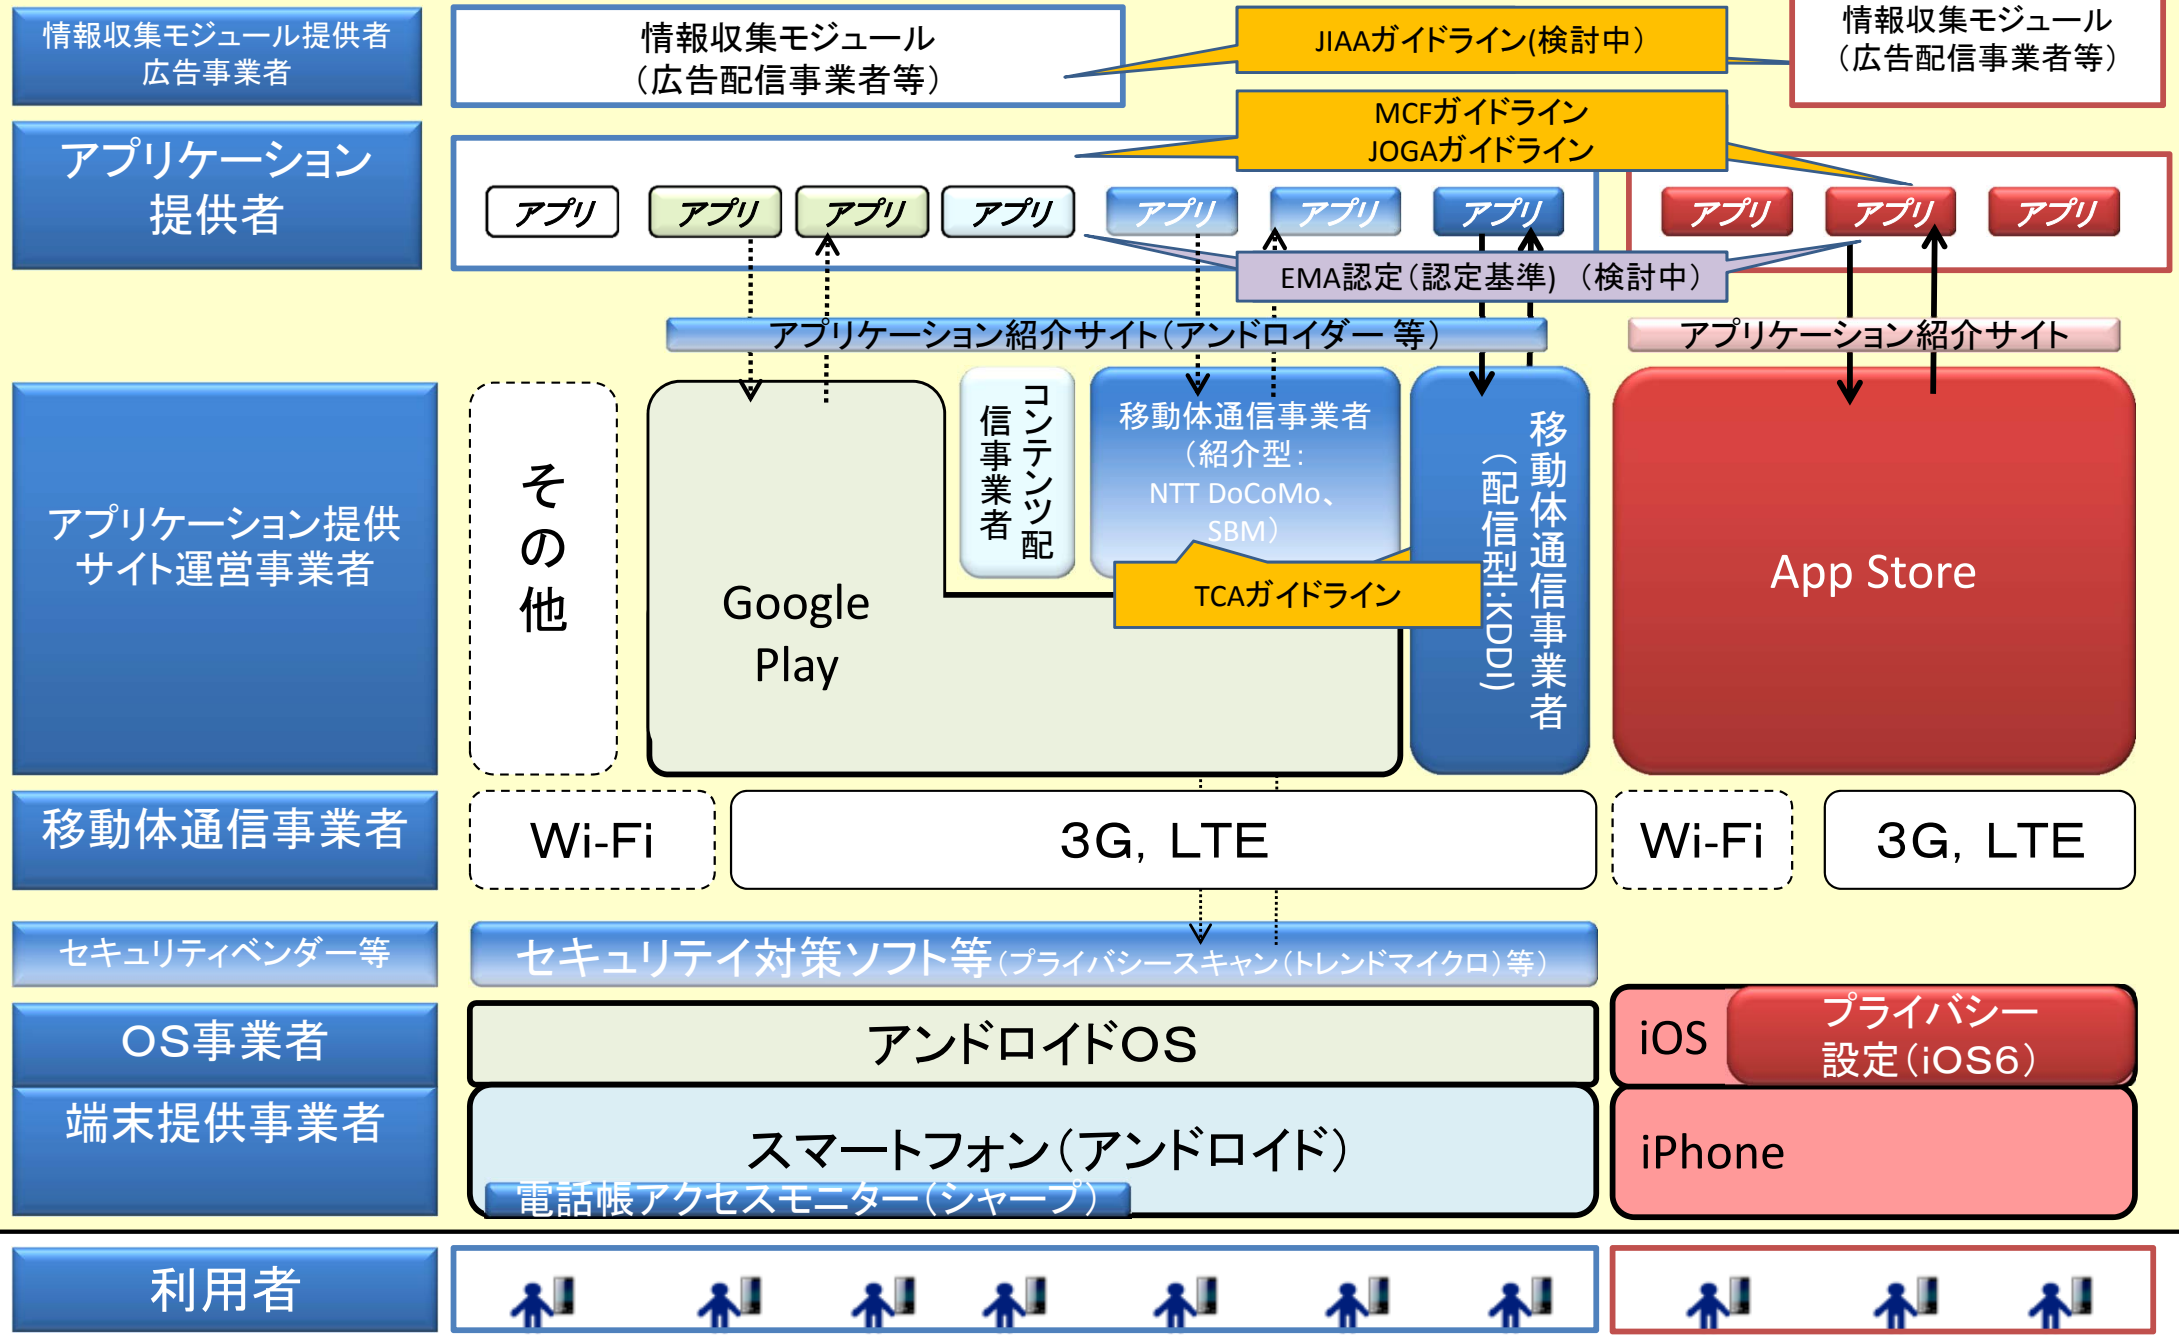 情報収集モジュール提供者
広告事業者
情報収集モジュール
（広告配信事業者等）
JIAAガイドライン(検討中）
情報収集モジュール
（広告配信事業者等）
アプリケーション
提供者
MCFガイドライン
JOGAガイドライン
アプリ
アプリ
アプリ
アプリ
アプリ
アプリ
アプリ
アプリ
アプリ
アプリ
EMA認定（認定基準）（検討中）
アプリケーション紹介サイト（アンドロイダー 等）
アプリケーション紹介サイト
アプリケーション提供
サイト運営事業者
その他
Google
Play
コンテンツ配
信事業者
移動体通信事業者
（紹介型：
NTT DoCoMo、
SBM）
TCAガイドライン
移動体通信事業者
（配信型：KDDI)
App Store
移動体通信事業者
Wi-Fi
3G, LTE
Wi-Fi
3G, LTE
セキュリティベンダー等
セキュリテイ対策ソフト等（プライバシースキャン（トレンドマイクロ）等）
ＯＳ事業者
アンドロイドＯＳ
iOS
プライバシー
設定（iOS6）
端末提供事業者
スマートフォン（アンドロイド）
電話帳アクセスモニター（シャープ）
iPhone
利用者